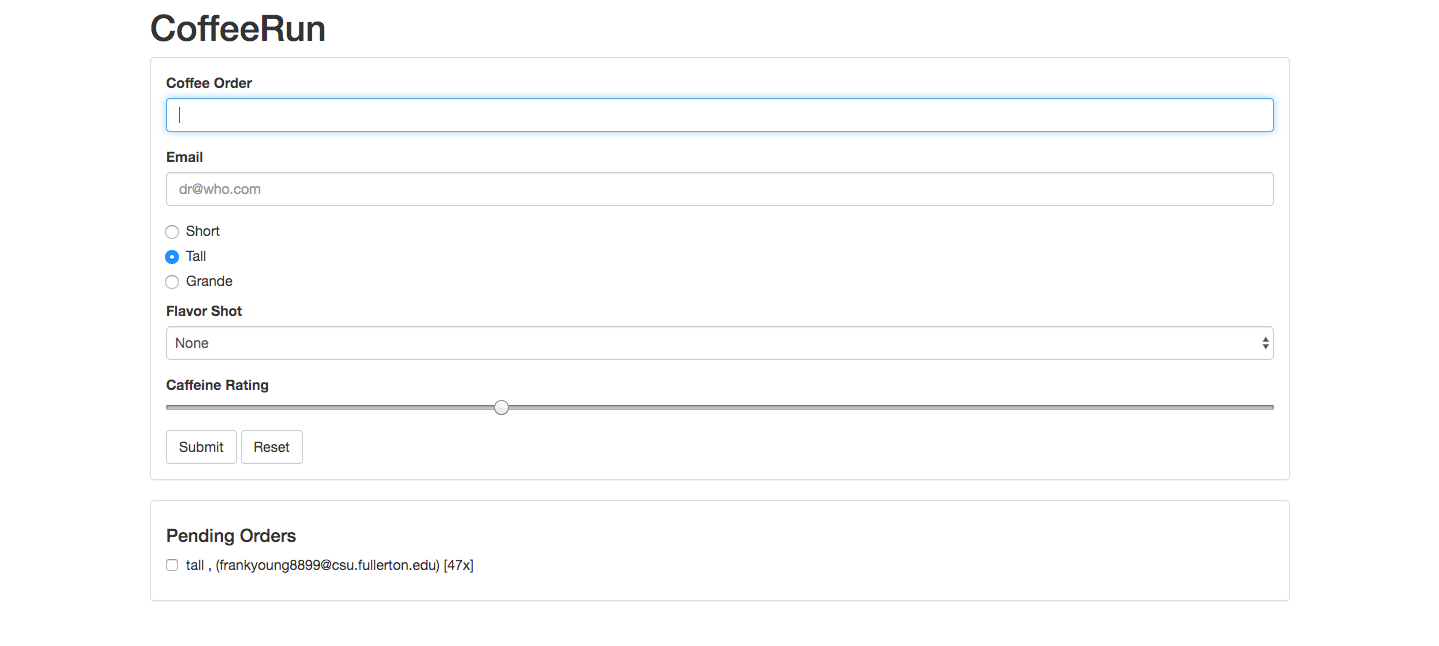 CoffeeRun
Coffee Order
Email
dr@who.com
Short
Tall
Grande
Flavor Shot
None
Caffeine Rating
Submit Reset
Pending Orders
tall , (frankyoung8899@csu.fullerton.edu) [47x]